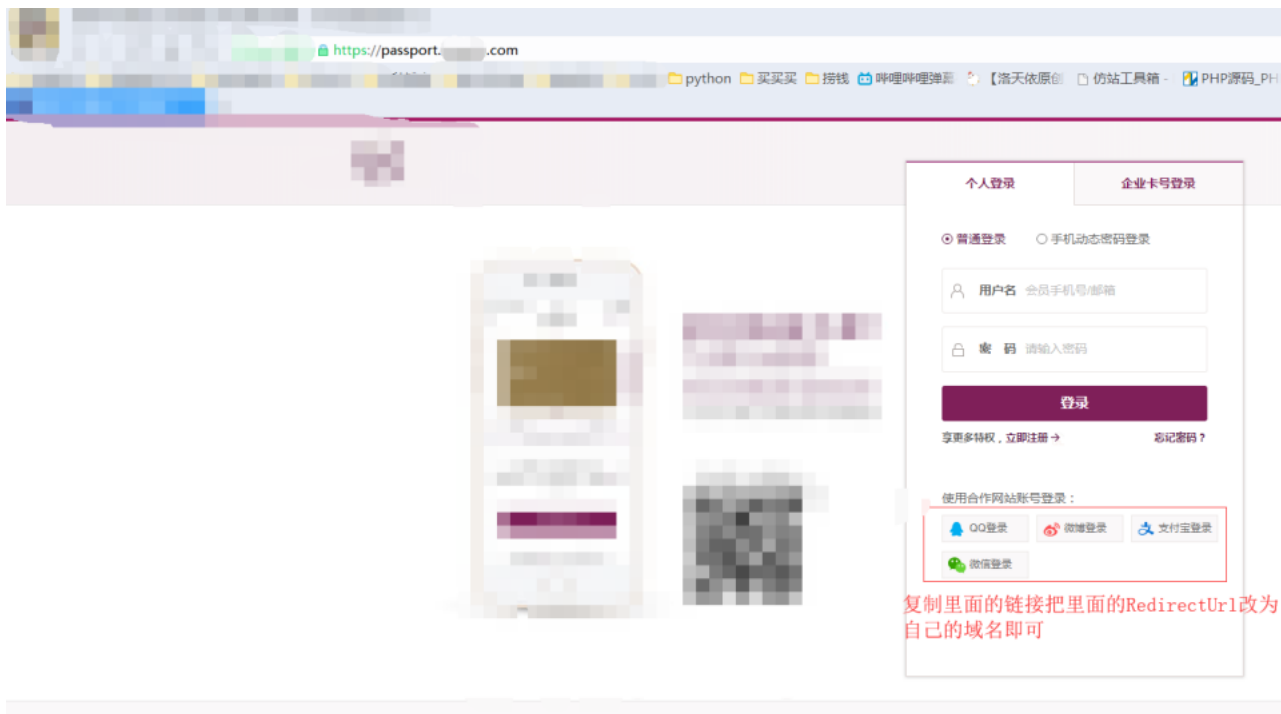 https://passport.
.com
python 买买买 捞钱 哔哩哔哩弹幕 【洛天依原创 仿站工具箱 - PHP源码_PH
个人登录 企业卡号登录
普通登录 手机动态密码登录
用户名 会员手机号/邮箱
密 码 请输入密码
登录
享更多特权，立即注册→ 忘记密码？
使用合作网站账号登录：
QQ登录 微博登录 支付宝登录
微信登录
复制里面的链接把里面的RedirectUrl改为
自己的域名即可